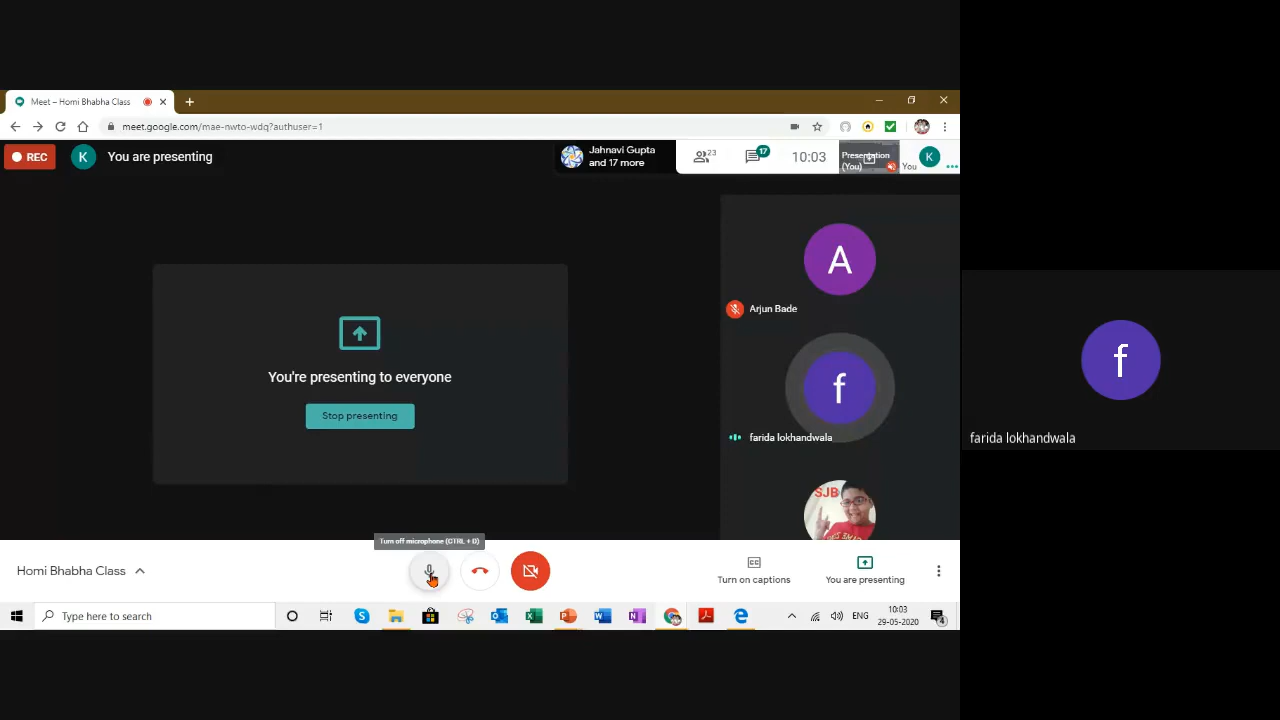 Meet – Homi Bhabha Class
meet.google.com/mae-nwto-wdq?authuser=1
REC
K
You are presenting
Jahnavi Gupta
and 17 more
23
17
10:03
Presentation
(You)
You
K
A
Arjun Bade
You're presenting to everyone
Stop presenting
f
farida lokhandwala
f
farida lokhandwala
SJB
Turn off microphone (CTRL + D)
Homi Bhabha Class
CC
Turn on captions
You are presenting
Type here to search
ENG
10:03
29-05-2020
4